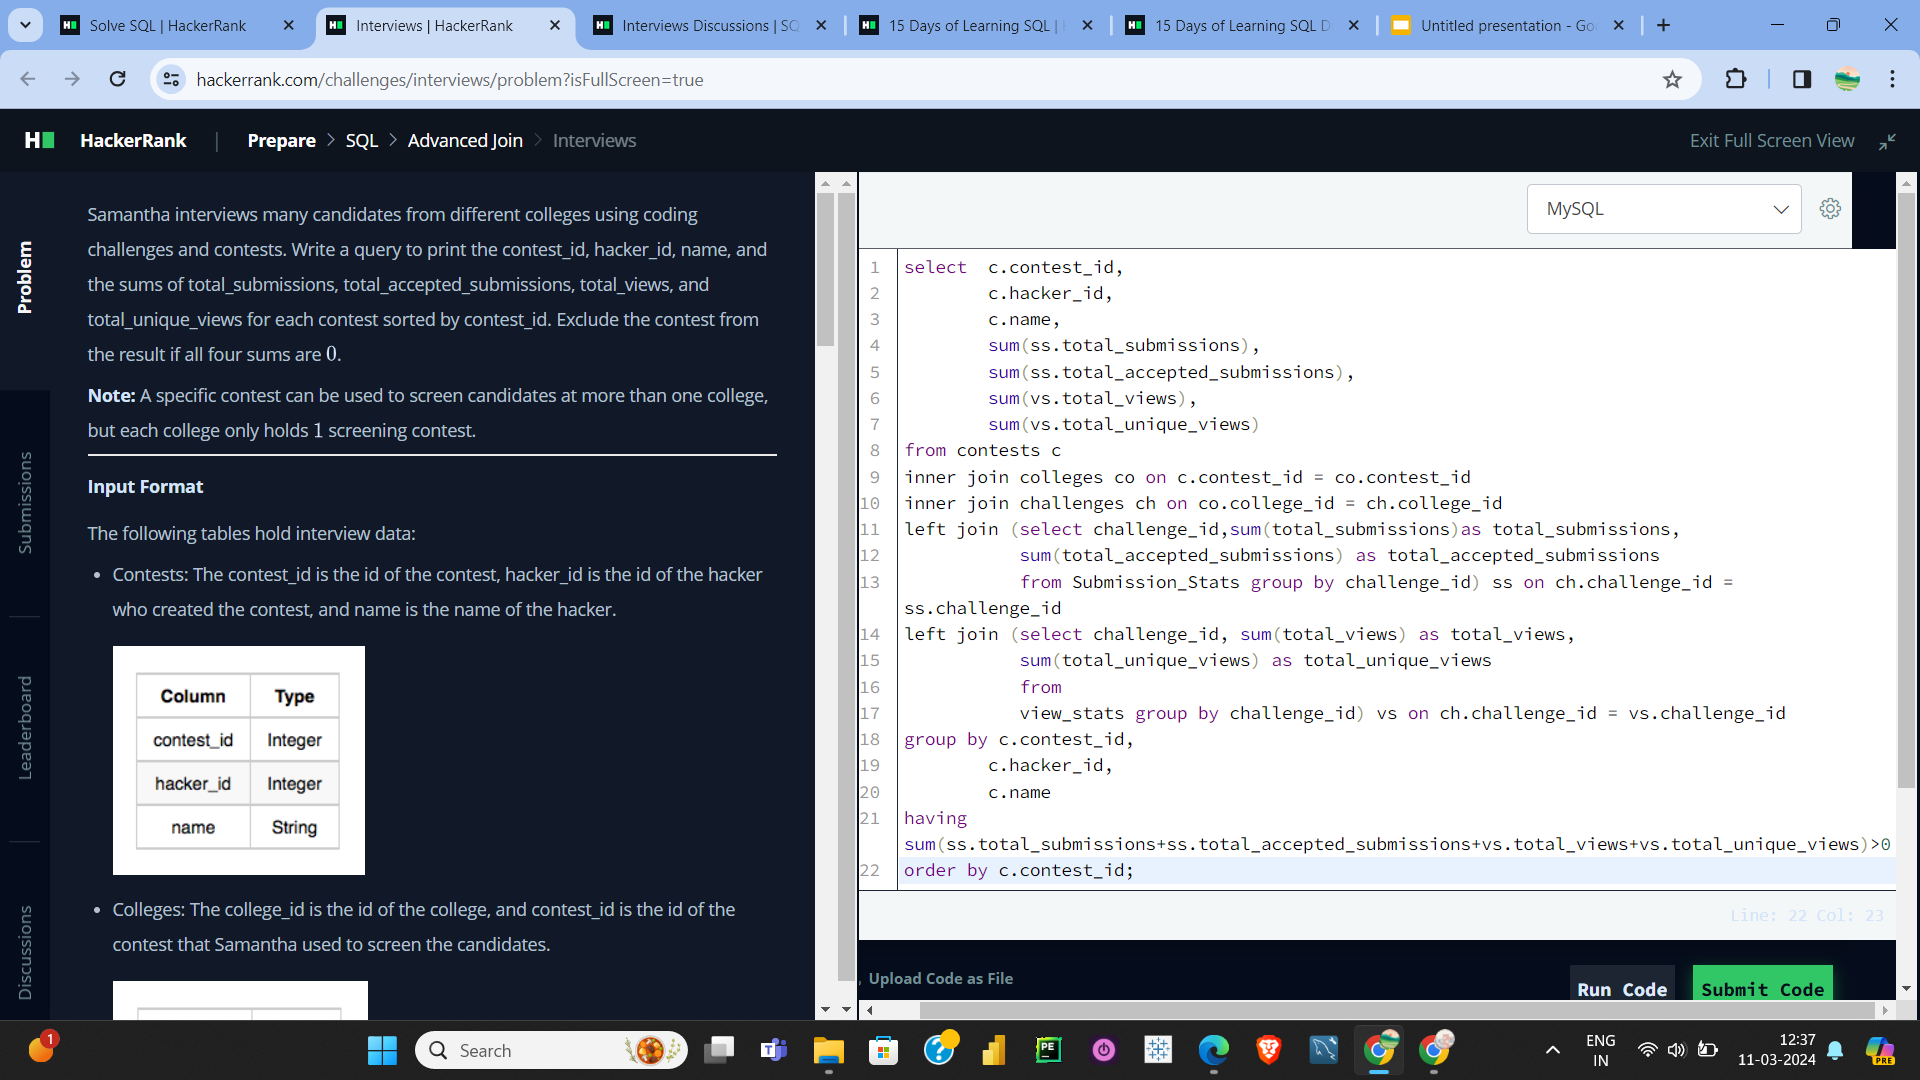 Solve SQL | HackerRank
Interviews | HackerRank
Interviews Discussions | SQ
15 Days of Learning SQL |
15 Days of Learning SQL D
Untitled presentation - Go
hackerrank.com/challenges/interviews/problem?isFullScreen=true
H HackerRank | Prepare > SQL > Advanced Join > Interviews
Exit Full Screen View
Problem
Submissions
Leaderboard
Discussions
Samantha interviews many candidates from different colleges using coding
challenges and contests. Write a query to print the contest_id, hacker_id, name, and
the sums of total_submissions, total_accepted_submissions, total_views, and
total_unique_views for each contest sorted by contest_id. Exclude the contest from
the result if all four sums are 0.
Note: A specific contest can be used to screen candidates at more than one college,
but each college only holds 1 screening contest.
Input Format
The following tables hold interview data:
• Contests: The contest_id is the id of the contest, hacker_id is the id of the hacker
who created the contest, and name is the name of the hacker.
Column Type
contest_id Integer
hacker_id Integer
name String
• Colleges: The college_id is the id of the college, and contest_id is the id of the
contest that Samantha used to screen the candidates.
MySQL
1 select  c.contest_id,
2         c.hacker_id,
3         c.name,
4         sum(ss.total_submissions),
5         sum(ss.total_accepted_submissions),
6         sum(vs.total_views),
7         sum(vs.total_unique_views)
8 from contests c
9 inner join colleges co on c.contest_id = co.contest_id
10 inner join challenges ch on co.college_id = ch.college_id
11 left join (select challenge_id,sum(total_submissions)as total_submissions,
12            sum(total_accepted_submissions) as total_accepted_submissions
13            from Submission_Stats group by challenge_id) ss on ch.challenge_id =
ss.challenge_id
14 left join (select challenge_id, sum(total_views) as total_views,
15            sum(total_unique_views) as total_unique_views
16            from
17            view_stats group by challenge_id) vs on ch.challenge_id = vs.challenge_id
18 group by c.contest_id,
19         c.hacker_id,
20         c.name
21 having
sum(ss.total_submissions+ss.total_accepted_submissions+vs.total_views+vs.total_unique_views)>0
22 order by c.contest_id;
Line: 22 Col: 23
Upload Code as File
Run Code
Submit Code
1
Search
PE
ENG
IN
12:37
11-03-2024
PRE